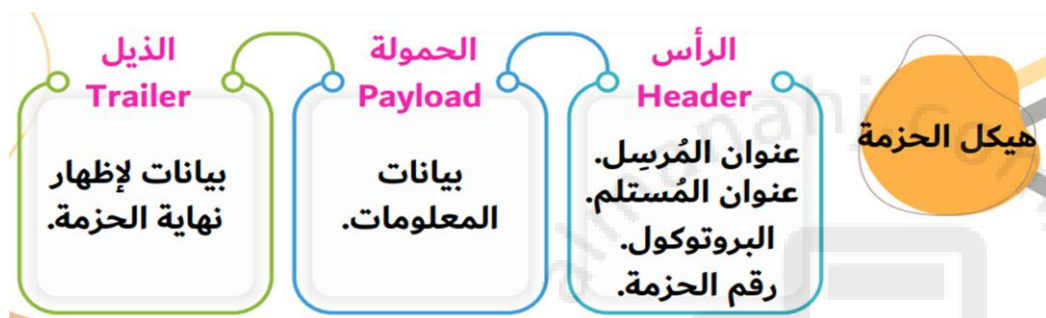 هيكل الحزمة
الرأس
Header
عنوان المُرسِل.
عنوان المُستلم.
البروتوكول.
رقم الحزمة.
الحمولة
Payload
بيانات
المعلومات.
الذيل
Trailer
بيانات لإظهار
نهاية الحزمة.